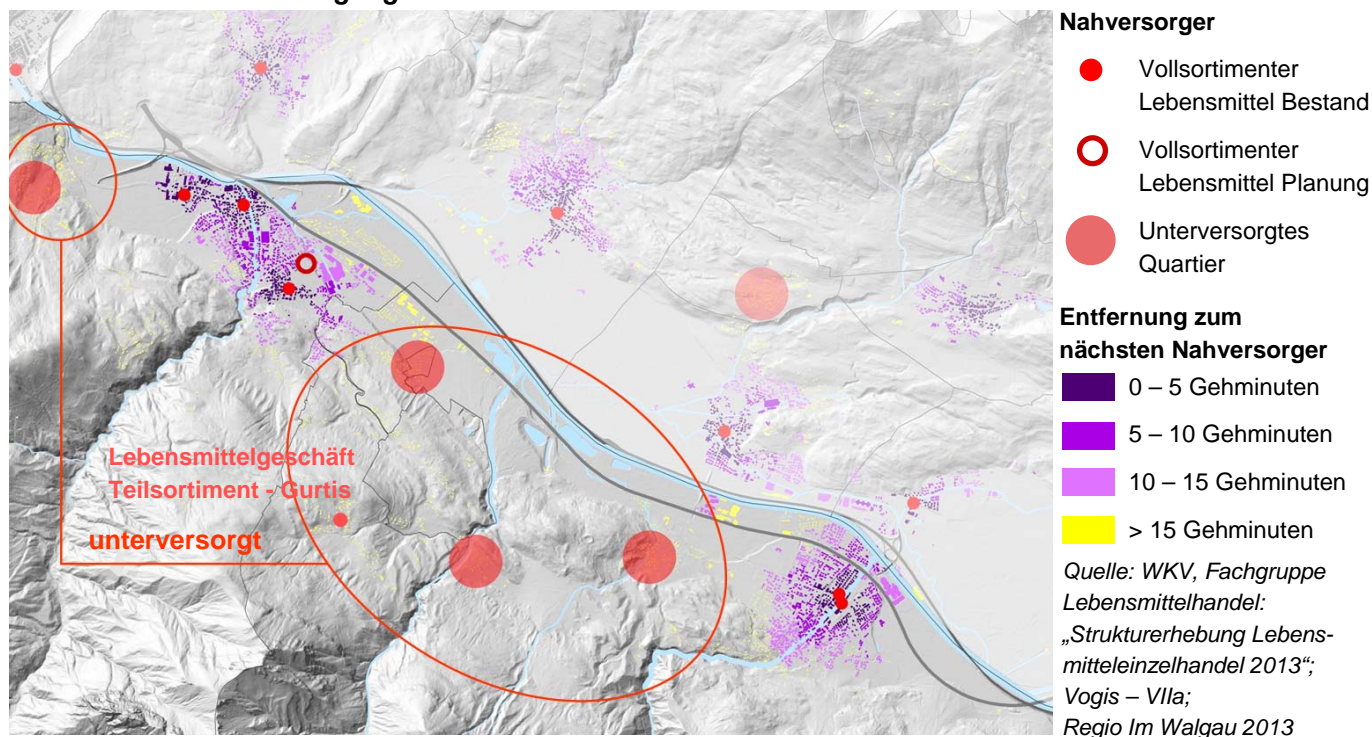 Nahversorger
Vollsortimenter
Lebensmittel Bestand
Vollsortimenter
Lebensmittel Planung
Unterversorgtes
Quartier
Entfernung zum
nächsten Nahversorger
0 – 5 Gehminuten
5 – 10 Gehminuten
10 – 15 Gehminuten
> 15 Gehminuten
Quelle: WKV, Fachgruppe
Lebensmittelhandel:
„Strukturerhebung Lebens-
mitteleinzelhandel 2013“;
Vogis – VIIa;
Regio Im Walgau 2013
Lebensmittelgeschäft
Teilsortiment - Gurtis
unterversorgt